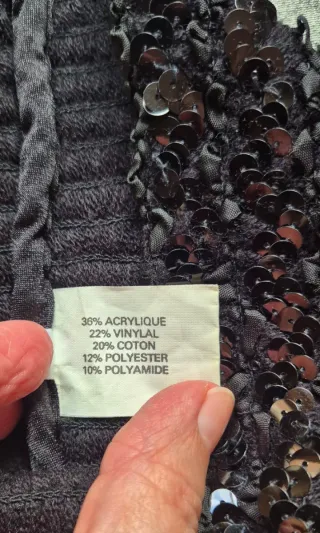 36% ACRYLIQUE
22% VINYLAL
20% COTON
12% POLYESTER
10% POLYAMIDE